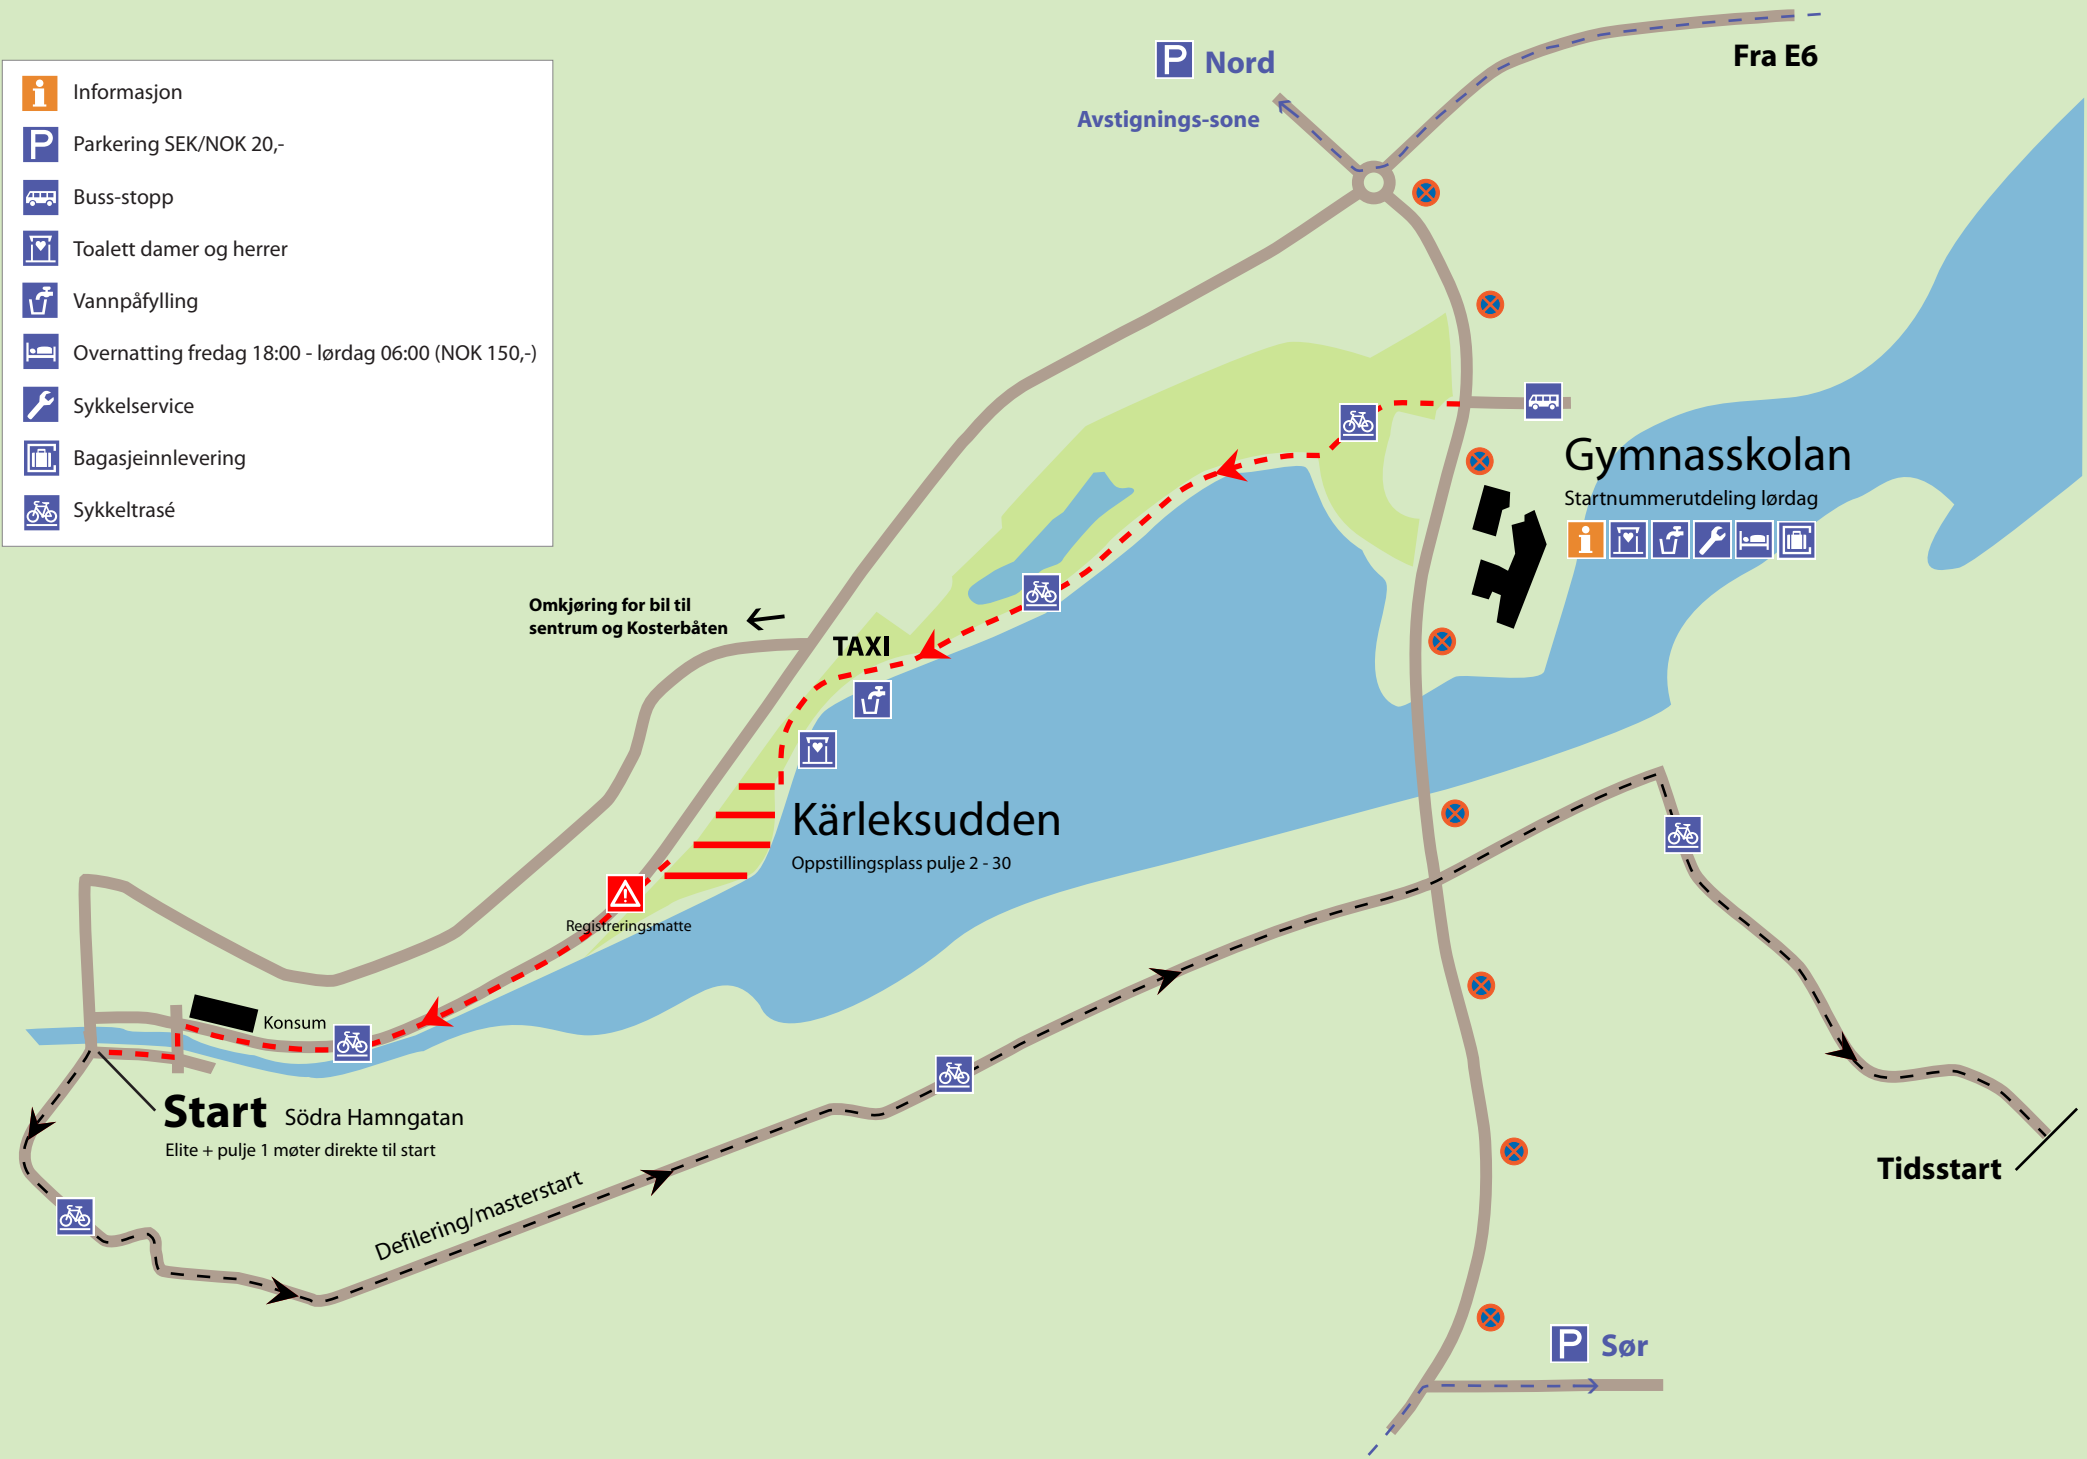 Informasjon
Parkering SEK/NOK 20,-
Buss-stopp
Toalett damer og herrer
Vannpåfylling
Overnatting fredag 18:00 - lørdag 06:00 (NOK 150,-)
Sykkelservice
Bagasjeinnlevering
Sykkeltrasé
P Nord
Avstignings-sone
Fra E6
Gymnasskolan
Startnummerutdeling lørdag
Omkjøring for bil til
sentrum og Kosterbåten
TAXI
Kärleksudden
Oppstillingsplass pulje 2 - 30
Registreringsmatte
Konsum
Start Södra Hamngatan
Elite + pulje 1 møter direkte til start
Defilering/masterstart
Tidsstart
P Sør